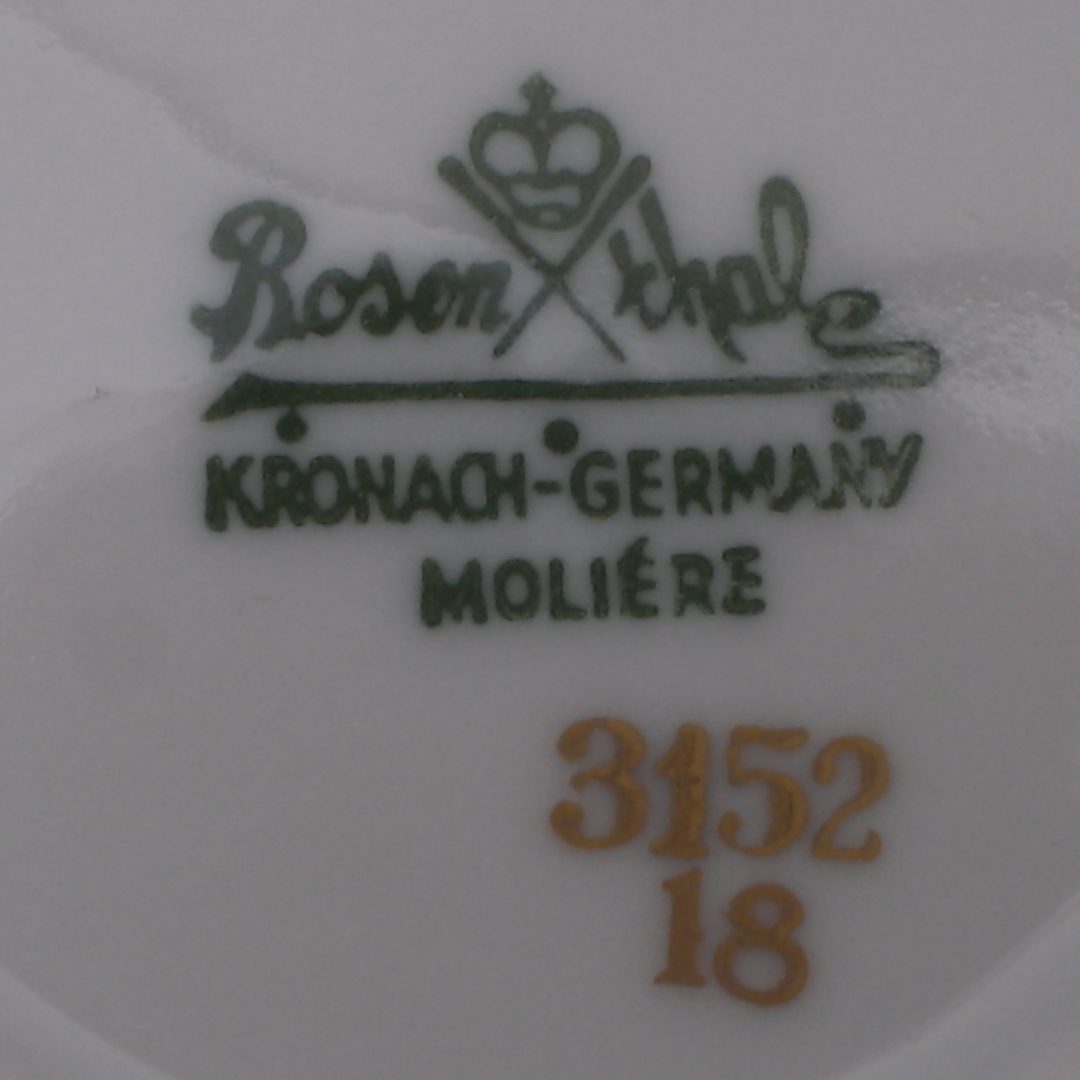 Rosenthal
KRONACH-GERMANY
MOLIÉRE
3152
18